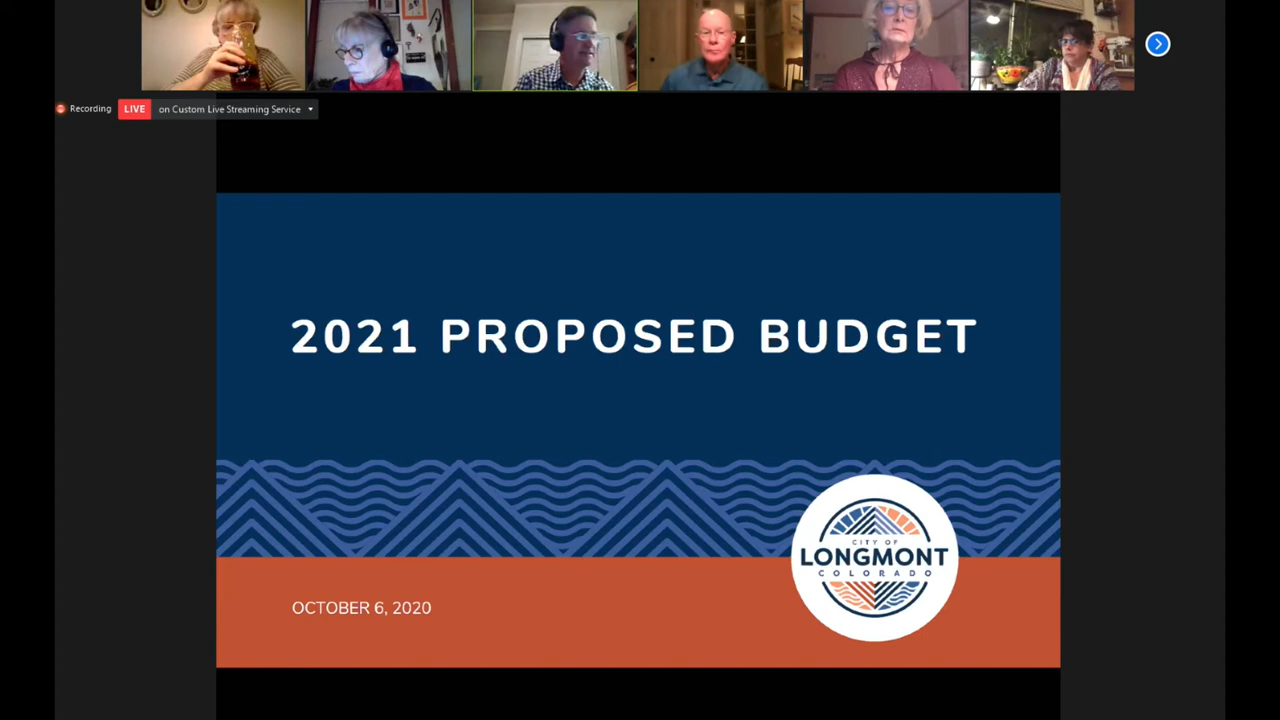 Recording
LIVE
on Custom Live Streaming Service
2021 PROPOSED BUDGET
CITY OF
LONGMONT
COLORADO
OCTOBER 6, 2020